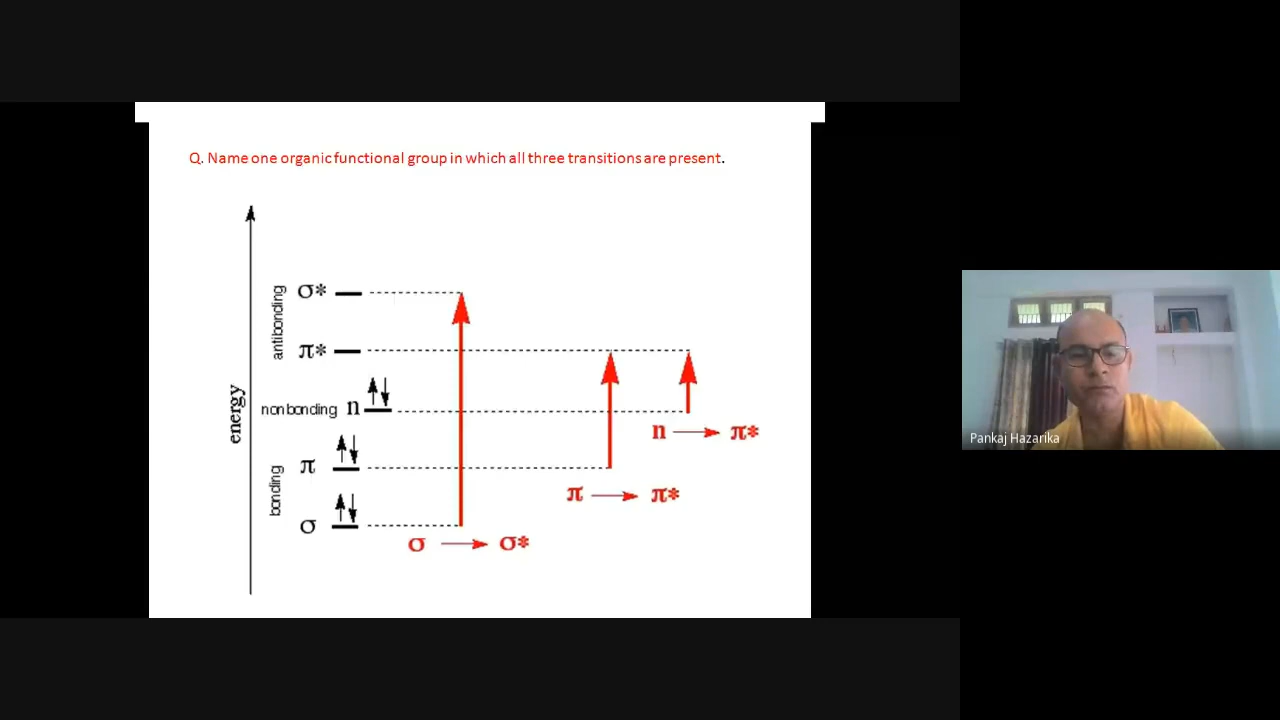 Q. Name one organic functional group in which all three transitions are present.
energy
antibonding
σ*
π*
nonbonding n
bonding
π
σ
n → π*
π → π*
σ → σ*
Pankaj Hazarika